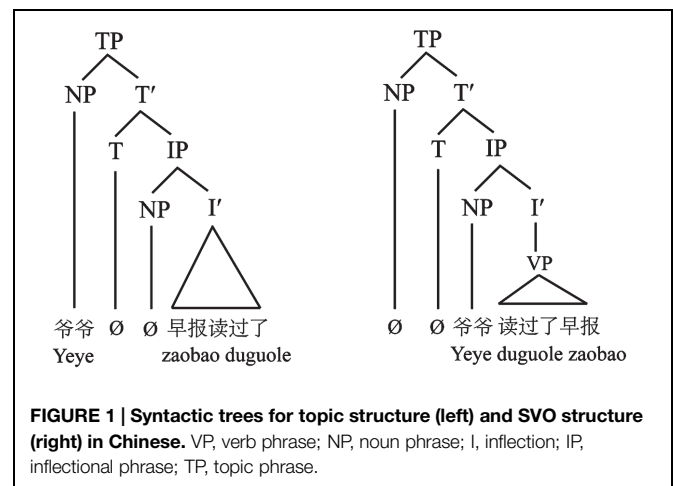 TP TP
NP T′ NP T′
T IP T IP
NP I′ NP I′
VP
爷爷 Ø Ø 早报读过了 Ø Ø 爷爷 读过了早报
Yeye zaobao duguole Yeye duguole zaobao
FIGURE 1 | Syntactic trees for topic structure (left) and SVO structure
(right) in Chinese. VP, verb phrase; NP, noun phrase; I, inflection; IP,
inflectional phrase; TP, topic phrase.